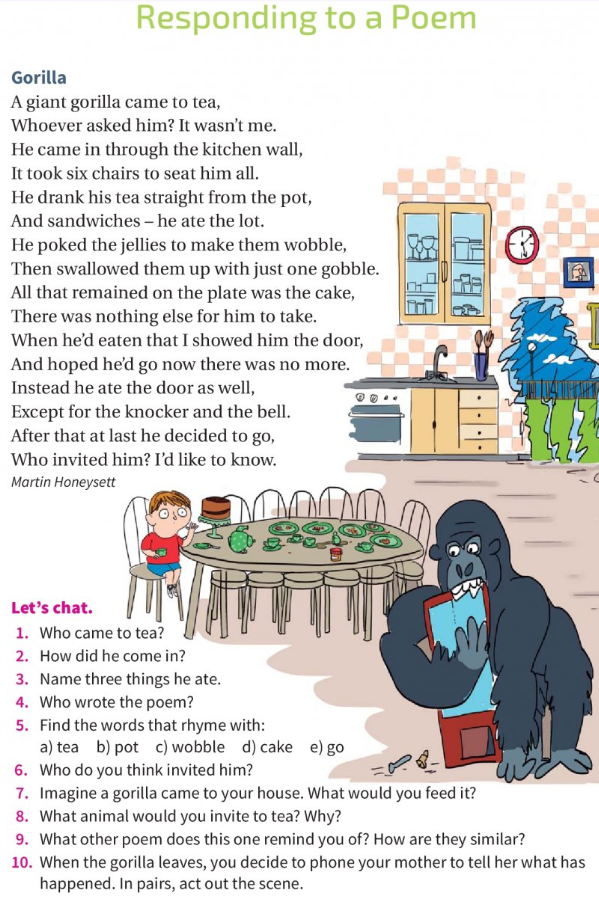 Responding to a Poem
Gorilla
A giant gorilla came to tea,
Whoever asked him? It wasn't me.
He came in through the kitchen wall,
It took six chairs to seat him all.
He drank his tea straight from the pot,
And sandwiches – he ate the lot.
He poked the jellies to make them wobble,
Then swallowed them up with just one gobble.
All that remained on the plate was the cake,
There was nothing else for him to take.
When he'd eaten that I showed him the door,
And hoped he'd go now there was no more.
Instead he ate the door as well,
Except for the knocker and the bell.
After that at last he decided to go,
Who invited him? I'd like to know.
Martin Honeysett
Let's chat.
1. Who came to tea?
2. How did he come in?
3. Name three things he ate.
4. Who wrote the poem?
5. Find the words that rhyme with:
a) tea b) pot c) wobble d) cake e) go
6. Who do you think invited him?
7. Imagine a gorilla came to your house. What would you feed it?
8. What animal would you invite to tea? Why?
9. What other poem does this one remind you of? How are they similar?
10. When the gorilla leaves, you decide to phone your mother to tell her what has
happened. In pairs, act out the scene.